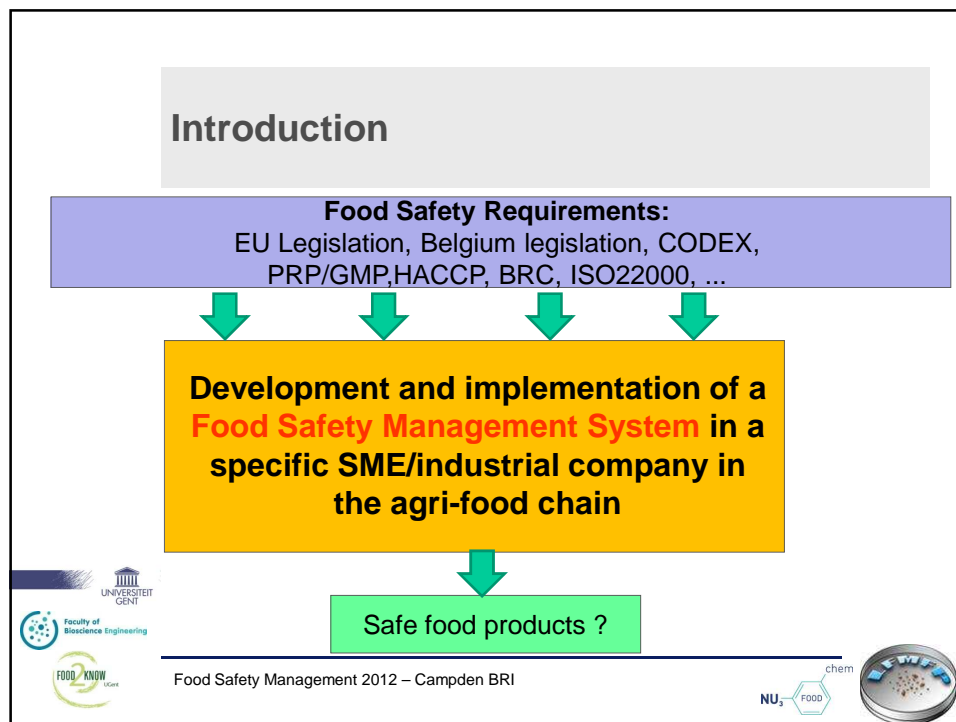 Introduction
Food Safety Requirements:
EU Legislation, Belgium legislation, CODEX,
PRP/GMP,HACCP, BRC, ISO22000, ...
Development and implementation of a
Food Safety Management System in a
specific SME/industrial company in
the agri-food chain
Safe food products ?
UNIVERSITEIT
GENT
Faculty of
Bioscience Engineering
FOOD2KNOW
UGent
Food Safety Management 2012 – Campden BRI
chem
NU3 FOOD
LFMFP